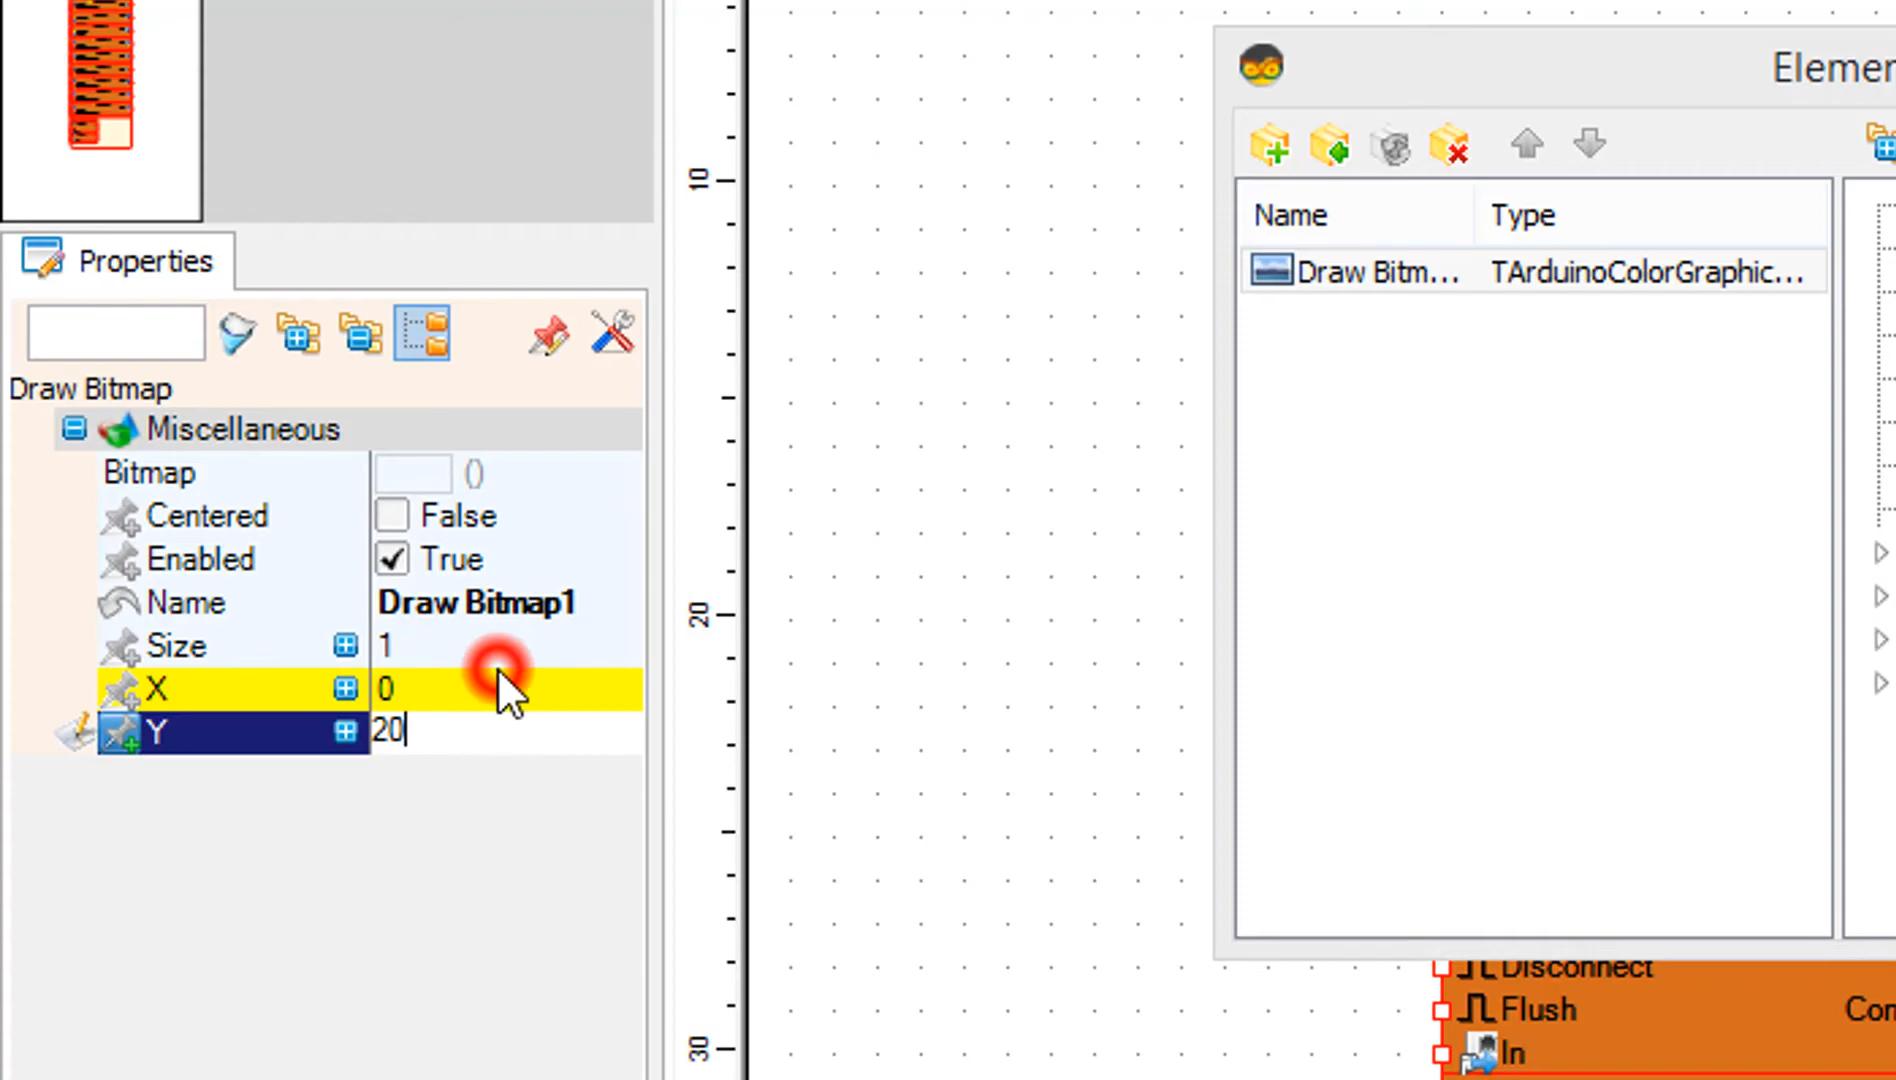 Properties
Draw Bitmap
Miscellaneous
Bitmap ()
Centered False
Enabled True
Name Draw Bitmap1
Size 1
X 0
Y 20
10
20
30
Elemen
Name Type
Draw Bitm... TArduinoColorGraphic...
Disconnect
Flush Con
In